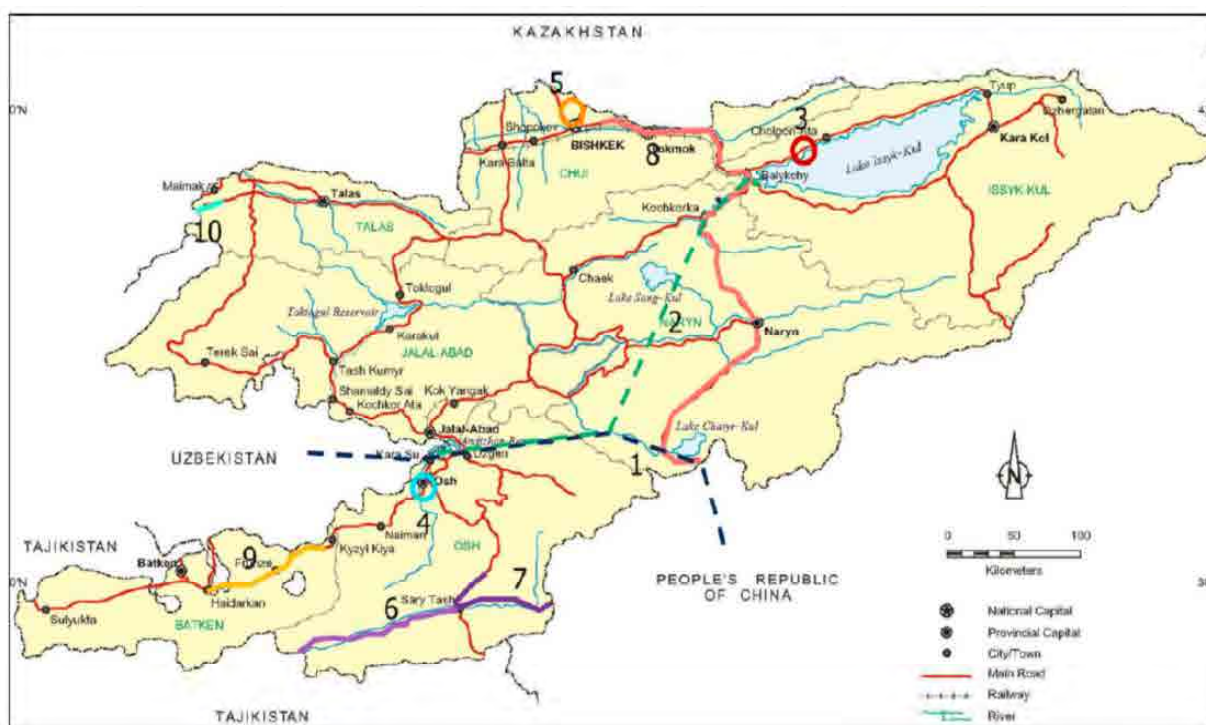 KAZAKHSTAN
5
Tyup
Dzhergalan
Shopokov
3
Cholpon-Ata
BISHKEK
8
Tokmok
Kara Kol
Kara Balta
Lake Issyk-Kul
CHUI
Balykchy
Maimak
ISSYK KUL
Talas
Kochkorka
TALAS
10
Chaek
Toktogul
Lake Song-Kul
Toktogul Reservoir
2
NARYN
Naryn
Karakul
JALAL-ABAD
Terek Sai
Tash Kumyr
Shamaldy Sai
Kok Yangak
Kochkor Ata
Jalal-Abad
Lake Chatyr-Kul
Kara Su
Uzgen
UZBEKISTAN
1
Osh
N
4
Naiman
TAJIKISTAN
OSH
9
Kyzyl Kiya
0 50 50 100
Batken
7
PEOPLE'S REPUBLIC
OF CHINA
Kilometers
Haidarkan
6
Sary Tash
Sulyukta
BATKEN
National Capital
Provincial Capital
City/Town
Main Road
Railway
River
TAJIKISTAN